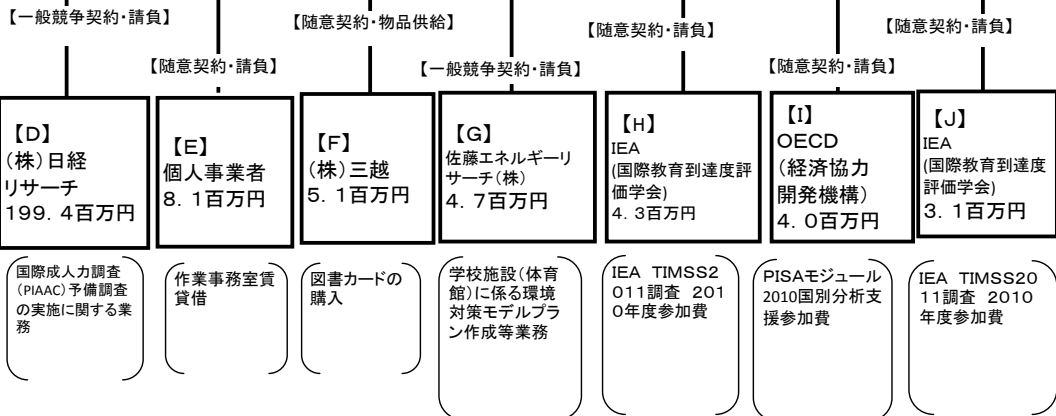 【一般競争契約・請負】
【随意契約・物品供給】
【随意契約・請負】
【随意契約・請負】
【随意契約・請負】
【一般競争契約・請負】
【随意契約・請負】
【D】
(株)日経
リサーチ
199.4百万円
【E】
個人事業者
8.1百万円
【F】
(株)三越
5.1百万円
【G】
佐藤エネルギーリ
サーチ(株)
4.7百万円
【H】
IEA
(国際教育到達度評
価学会)
4.3百万円
【I】
OECD
(経済協力
開発機構)
4.0百万円
【J】
IEA
(国際教育到達度
評価学会)
3.1百万円
国際成人力調査
(PIAAC)予備調査
の実施に関する業
務
作業事務室賃
貸借
図書カードの
購入
学校施設(体育
館)に係る環境
対策モデルプラ
ン作成等業務
IEA TIMSS2
011調査 201
0年度参加費
PISAモジュール
2010国別分析支
援参加費
IEA TIMSS20
11調査 2010
年度参加費